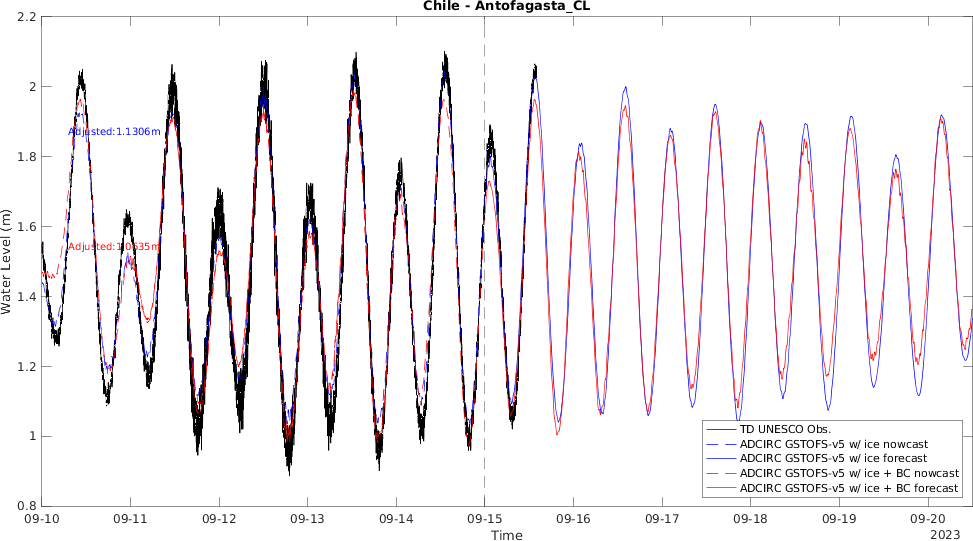 Chile - Antofagasta_CL
2.2
2
1.8
1.6
1.4
1.2
1
0.8
Water Level (m)
Adjusted:1.1306m
Adjusted:1.0635m
TD UNESCO Obs.
ADCIRC GSTOFS-v5 w/ ice nowcast
ADCIRC GSTOFS-v5 w/ ice forecast
ADCIRC GSTOFS-v5 w/ ice + BC nowcast
ADCIRC GSTOFS-v5 w/ ice + BC forecast
09-10 09-11 09-12 09-13 09-14 09-15 09-16 09-17 09-18 09-19 09-20
Time
2023